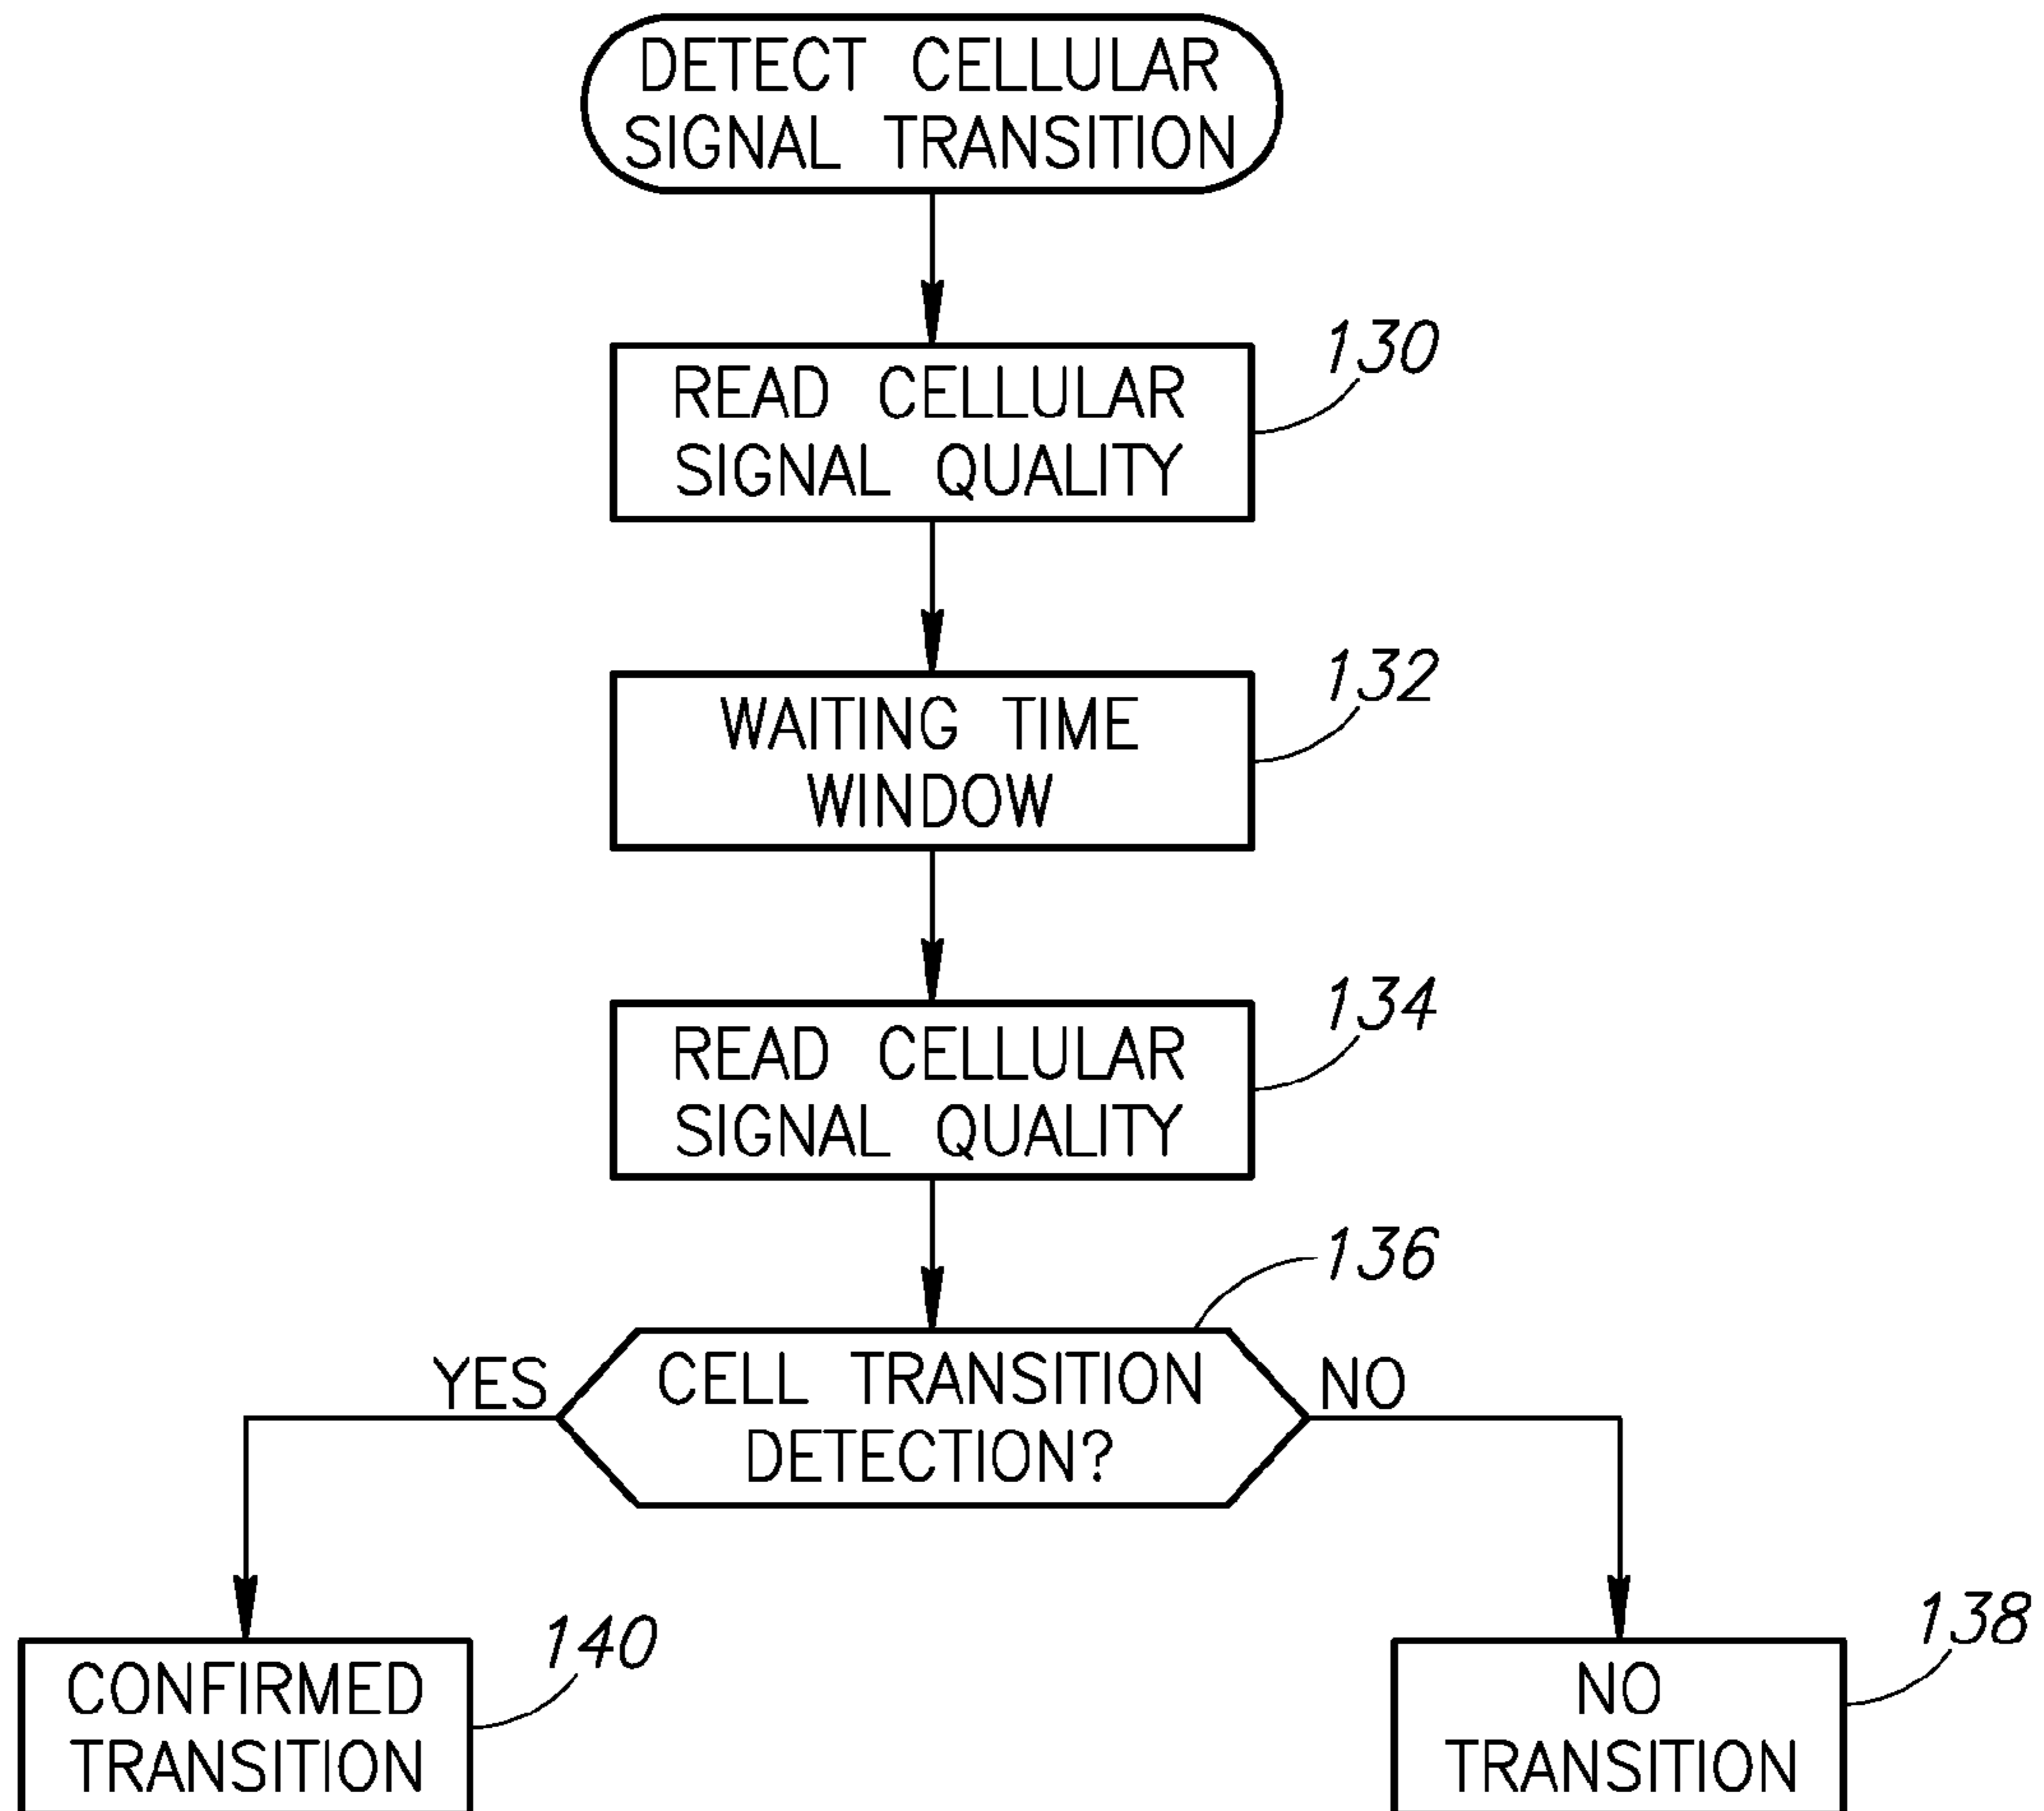 DETECT CELLULAR
SIGNAL TRANSITION
130
READ CELLULAR
SIGNAL QUALITY
132
WAITING TIME
WINDOW
134
READ CELLULAR
SIGNAL QUALITY
136
YES
CELL TRANSITION
DETECTION?
NO
140
CONFIRMED
TRANSITION
138
NO
TRANSITION